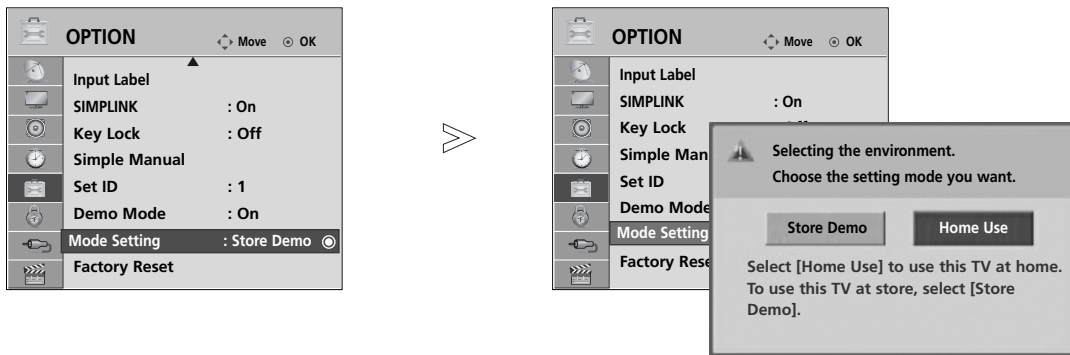 OPTION Move OK
Input Label
SIMPLINK : On
Key Lock : Off
Simple Manual
Set ID : 1
Demo Mode : On
Mode Setting : Store Demo
Factory Reset
OPTION Move OK
Input Label
SIMPLINK : On
Key Lock
Simple Man
Set ID
Demo Mode
Mode Setting
Factory Rese
Selecting the environment.
Choose the setting mode you want.
Store Demo Home Use
Select [Home Use] to use this TV at home.
To use this TV at store, select [Store
Demo].